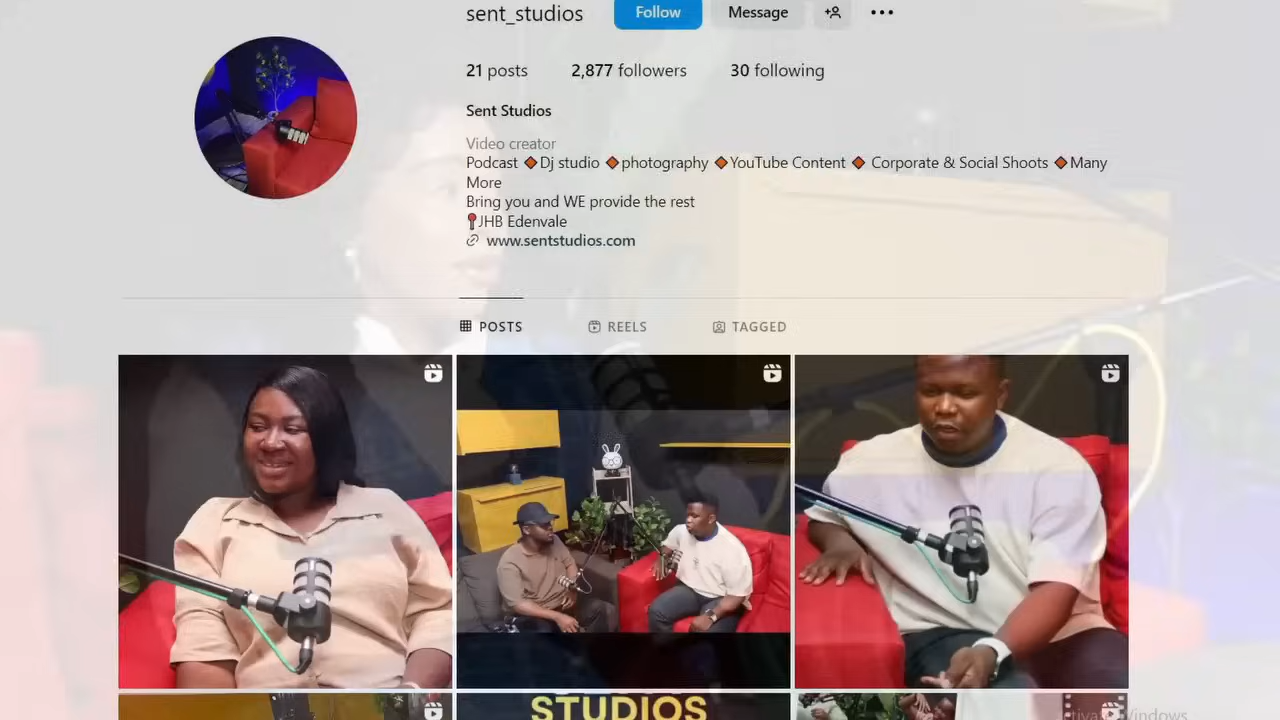 sent_studios Follow Message
21 posts 2,877 followers 30 following
Sent Studios
Video creator
Podcast 🔶Dj studio 🔶photography 🔶YouTube Content 🔶 Corporate & Social Shoots 🔶Many
More
Bring you and WE provide the rest
📍JHB Edenvale
www.sentstudios.com
POSTS REELS TAGGED
STUDIOS
Windows